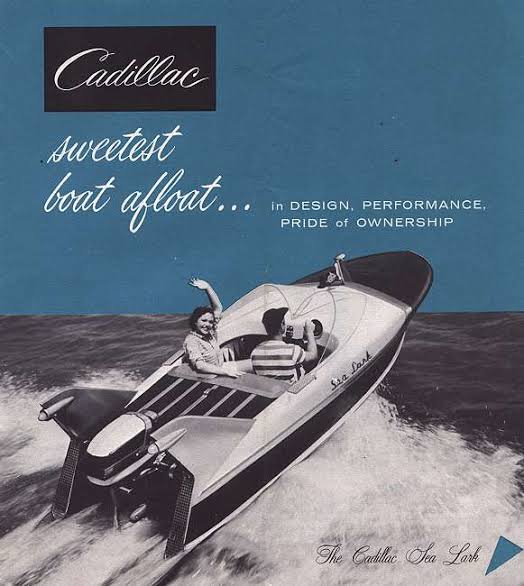 Cadillac
sweetest
boat afloat...
in DESIGN, PERFORMANCE,
PRIDE of OWNERSHIP
Sea Lark
The Cadillac Sea Lark